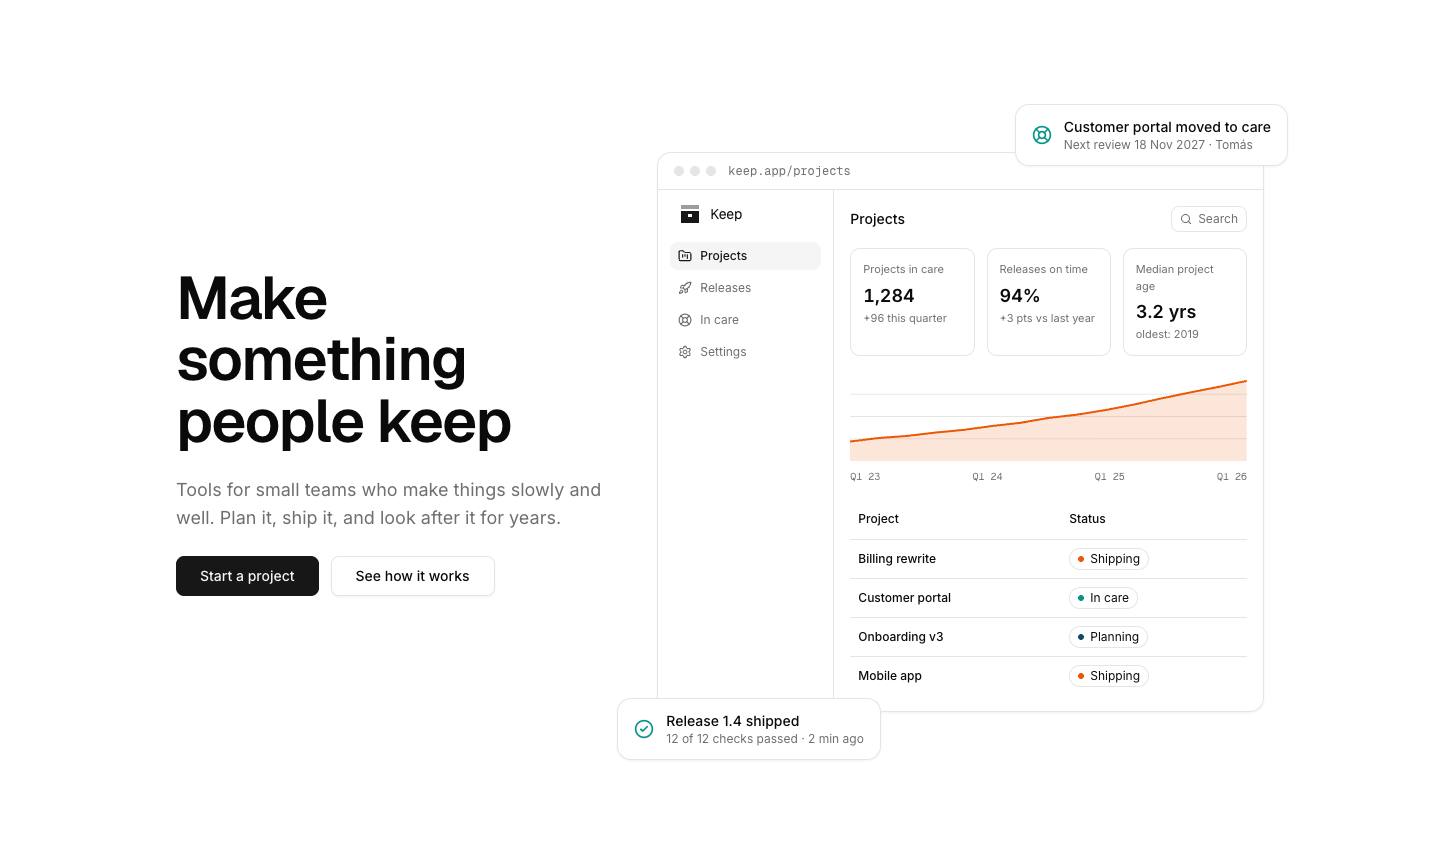 Make
something
people keep
Tools for small teams who make things slowly and
well. Plan it, ship it, and look after it for years.
Start a project
See how it works
Customer portal moved to care
Next review 18 Nov 2027 · Tomás
keep.app/projects
Keep
Projects
Releases
In care
Settings
Projects
Search
Projects in care
1,284
+96 this quarter
Releases on time
94%
+3 pts vs last year
Median project
age
3.2 yrs
oldest: 2019
Q1 23
Q1 24
Q1 25
Q1 26
Project
Status
Billing rewrite
Shipping
Customer portal
In care
Onboarding v3
Planning
Mobile app
Shipping
Release 1.4 shipped
12 of 12 checks passed · 2 min ago